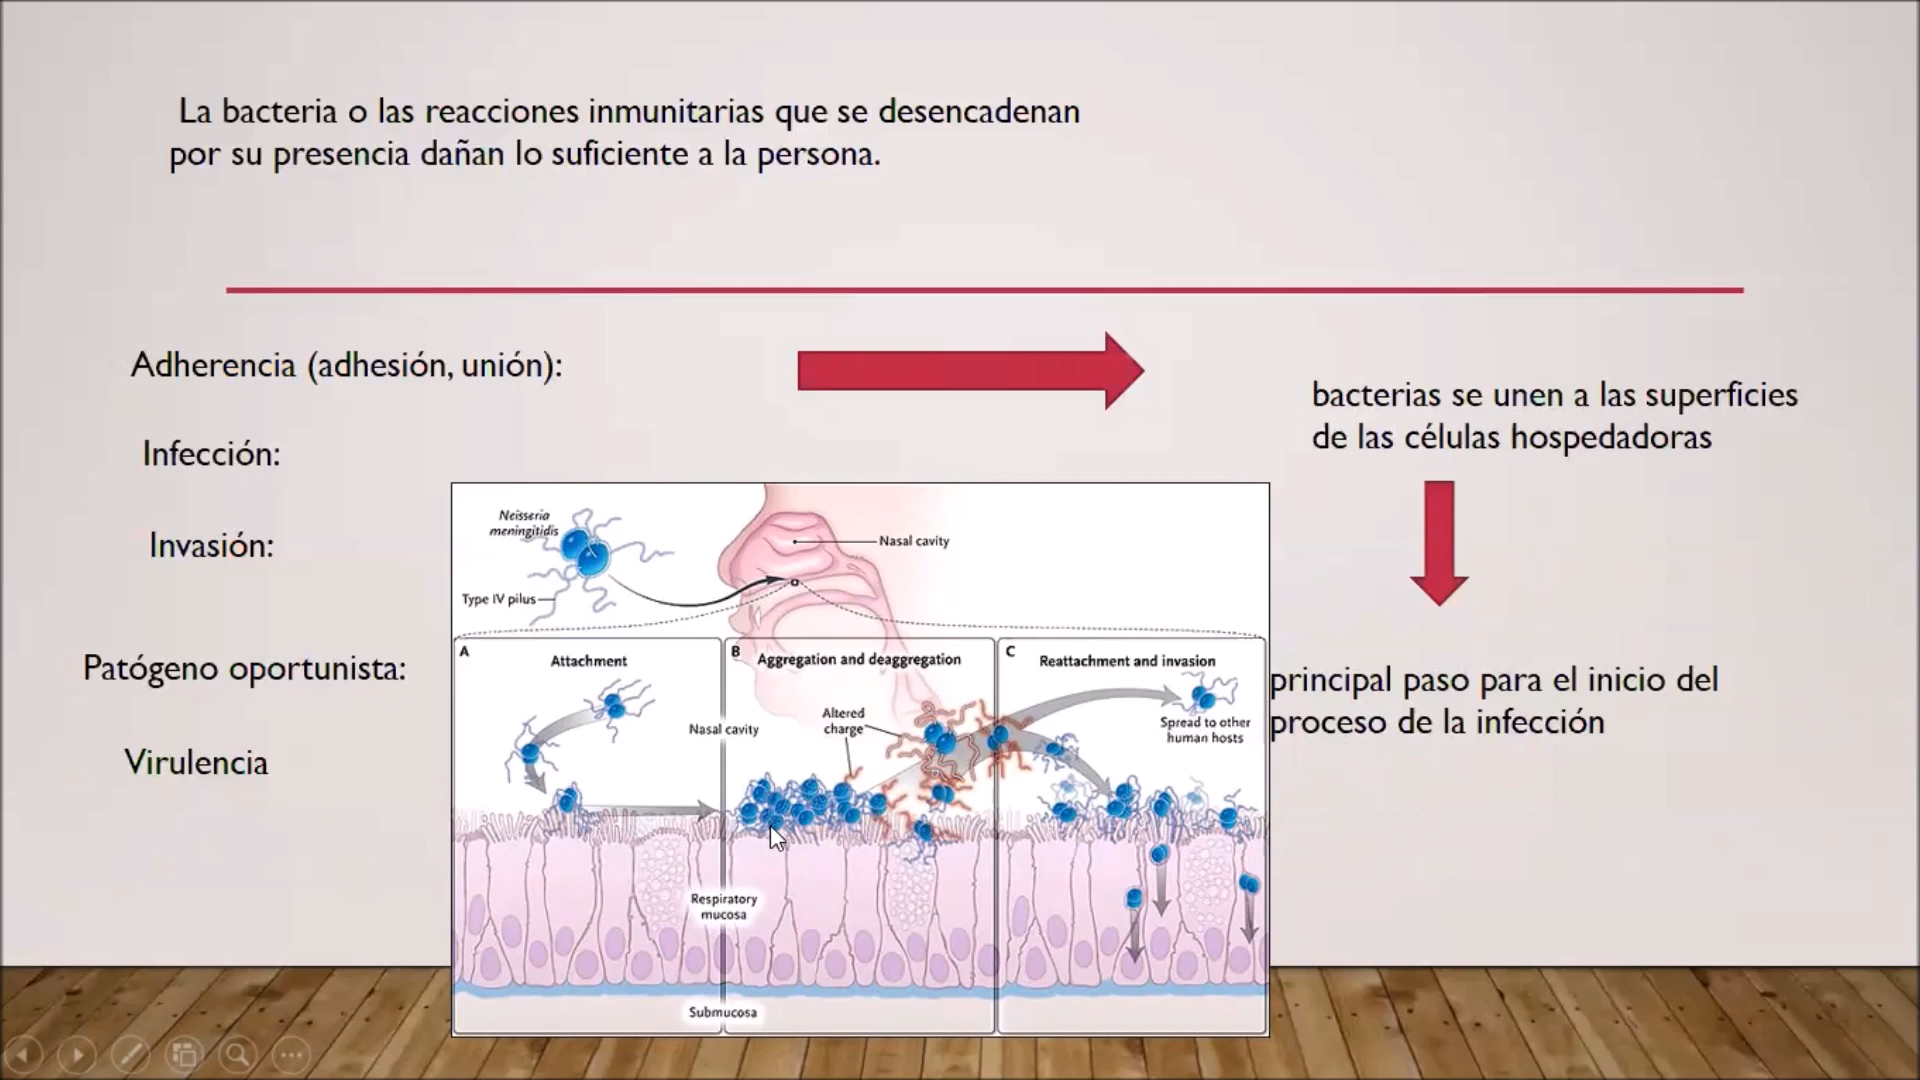 La bacteria o las reacciones inmunitarias que se desencadenan
por su presencia dañan lo suficiente a la persona.
Adherencia (adhesión, unión):
bacterias se unen a las superficies
de las células hospedadoras
Infección:
Invasión:
Patógeno oportunista:
Virulencia
principal paso para el inicio del
proceso de la infección
Neisseria
meningitidis
Nasal cavity
Type IV pilus
A
Attachment
B
Aggregation and deaggregation
C
Reattachment and invasion
Nasal cavity
Altered
charge
Spread to other
human hosts
Respiratory
mucosa
Submucosa